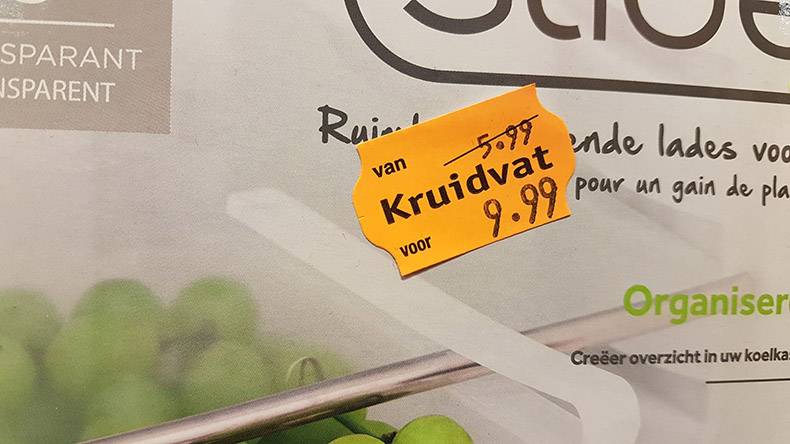 SPARANT
NSPARENT
ende lades voo
pour un gain de pla
van 5.99
Kruidvat
voor 9.99
Organiser
Creëer overzicht in uw koelka